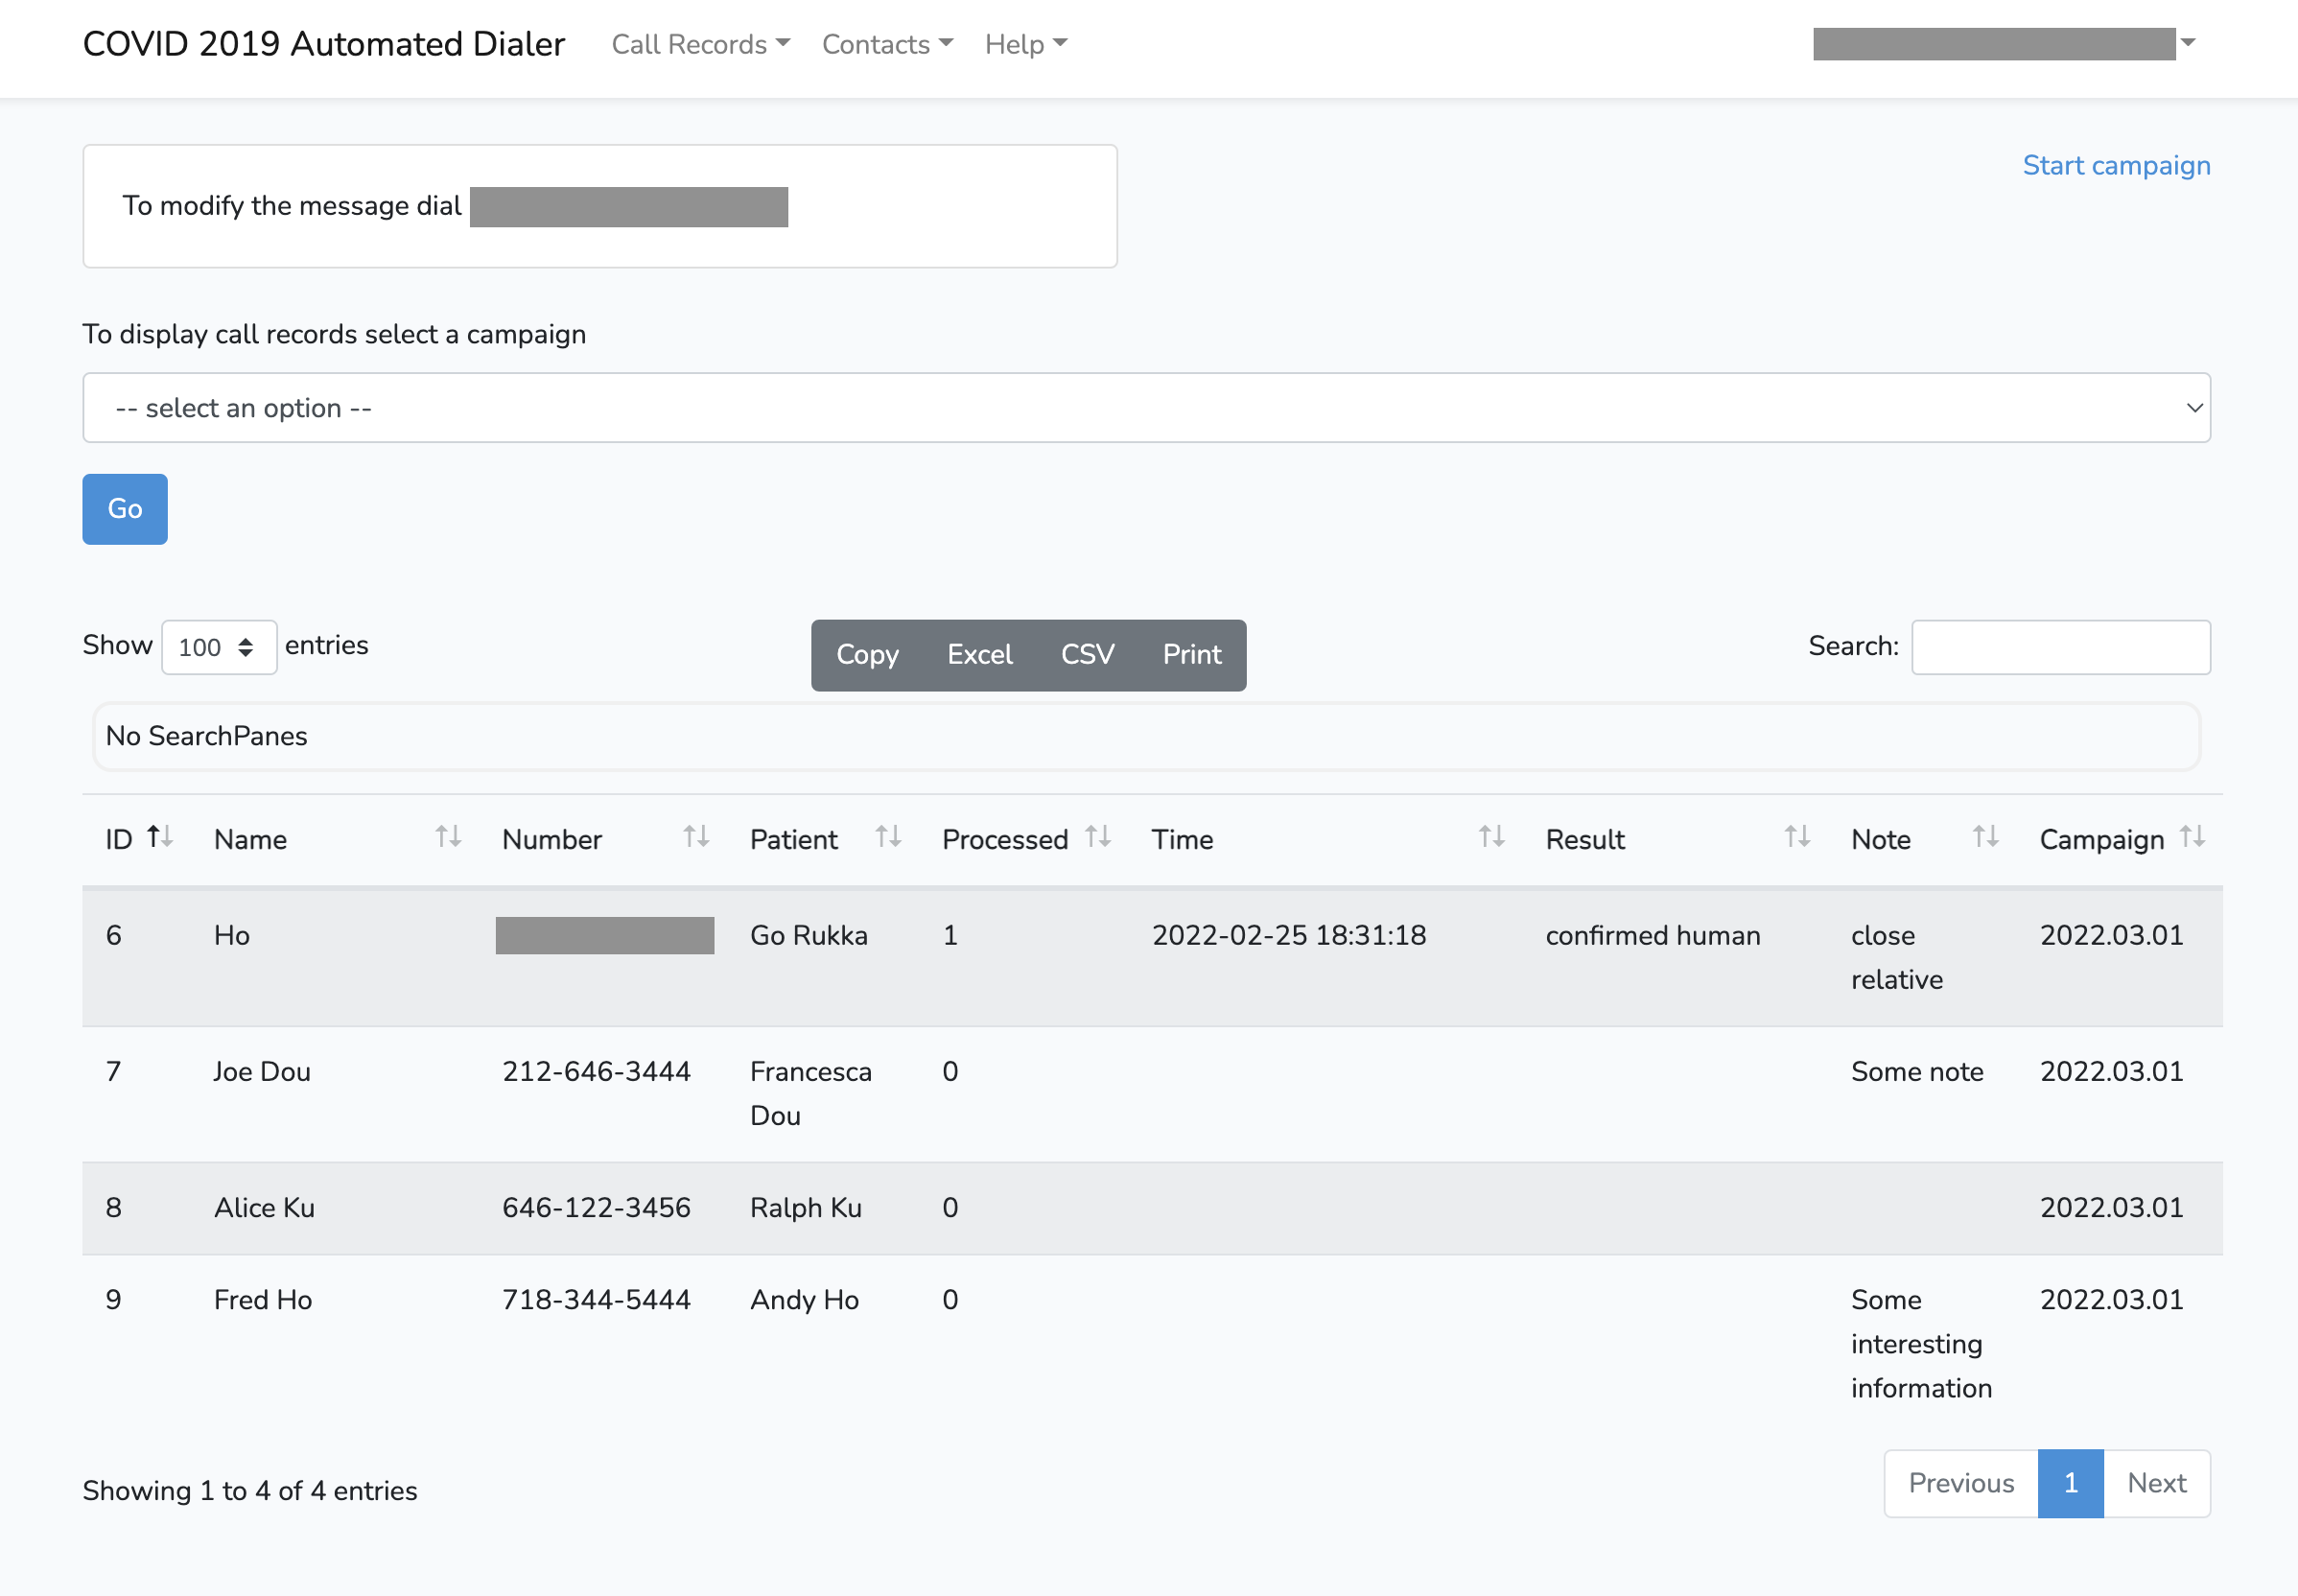 COVID 2019 Automated Dialer Call Records Contacts Help
Start campaign
To modify the message dial
To display call records select a campaign
-- select an option --
Go
Show 100 entries Copy Excel CSV Print Search:
No SearchPanes
ID Name Number Patient Processed Time Result Note Campaign
6 Ho Go Rukka 1 2022-02-25 18:31:18 confirmed human close 2022.03.01
relative
7 Joe Dou 212-646-3444 Francesca 0 Some note 2022.03.01
Dou
8 Alice Ku 646-122-3456 Ralph Ku 0 2022.03.01
9 Fred Ho 718-344-5444 Andy Ho 0 Some 2022.03.01
interesting
information
Showing 1 to 4 of 4 entries Previous 1 Next